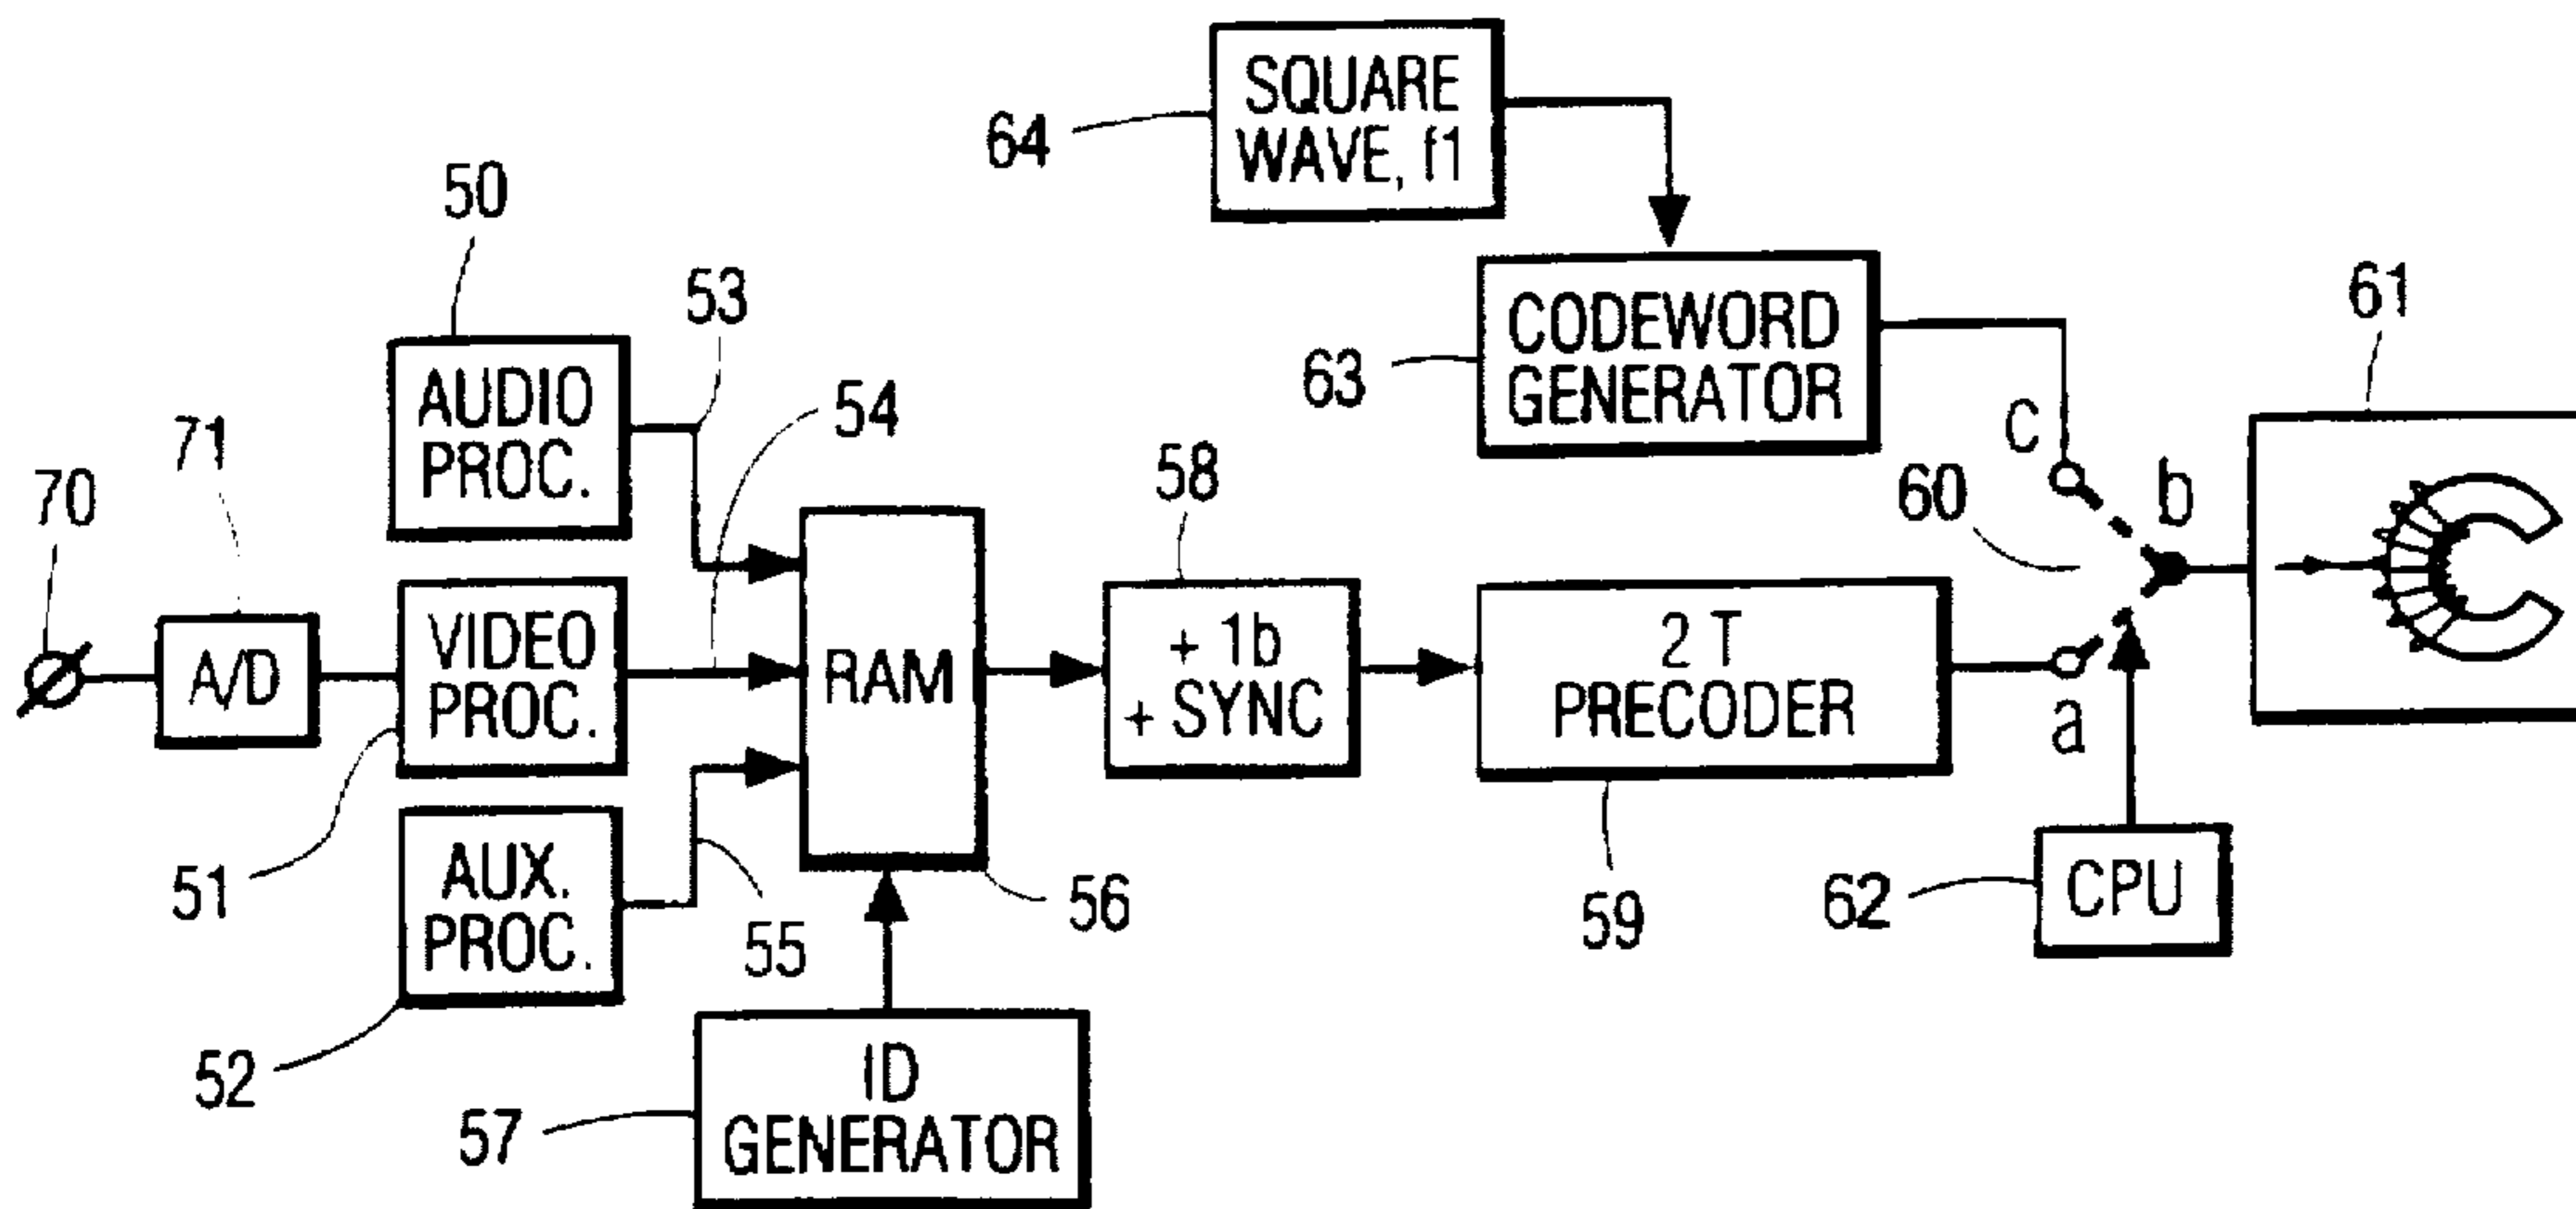 SQUARE
WAVE, f1
64
50
53
CODEWORD
GENERATOR
63
61
71
AUDIO
PROC.
54
c
70
58
60
b
A/D
VIDEO
PROC.
RAM
+ 1b
+ SYNC
2 T
PRECODER
a
51
AUX.
PROC.
55
56
59
62
CPU
52
ID
GENERATOR
57